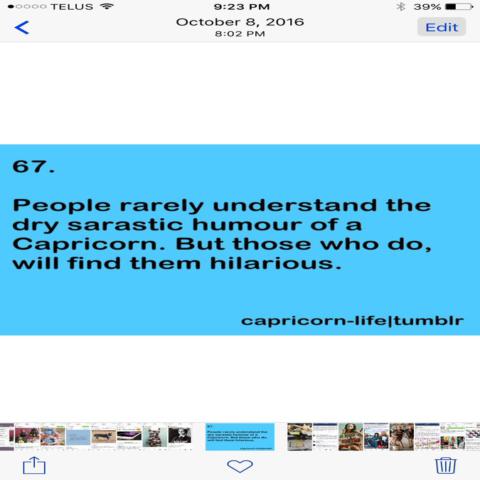 TELUS 9:23 PM 39%
October 8, 2016
8:02 PM
Edit
67.
People rarely understand the
dry sarastic humour of a
Capricorn. But those who do,
will find them hilarious.
capricorn-life|tumblr